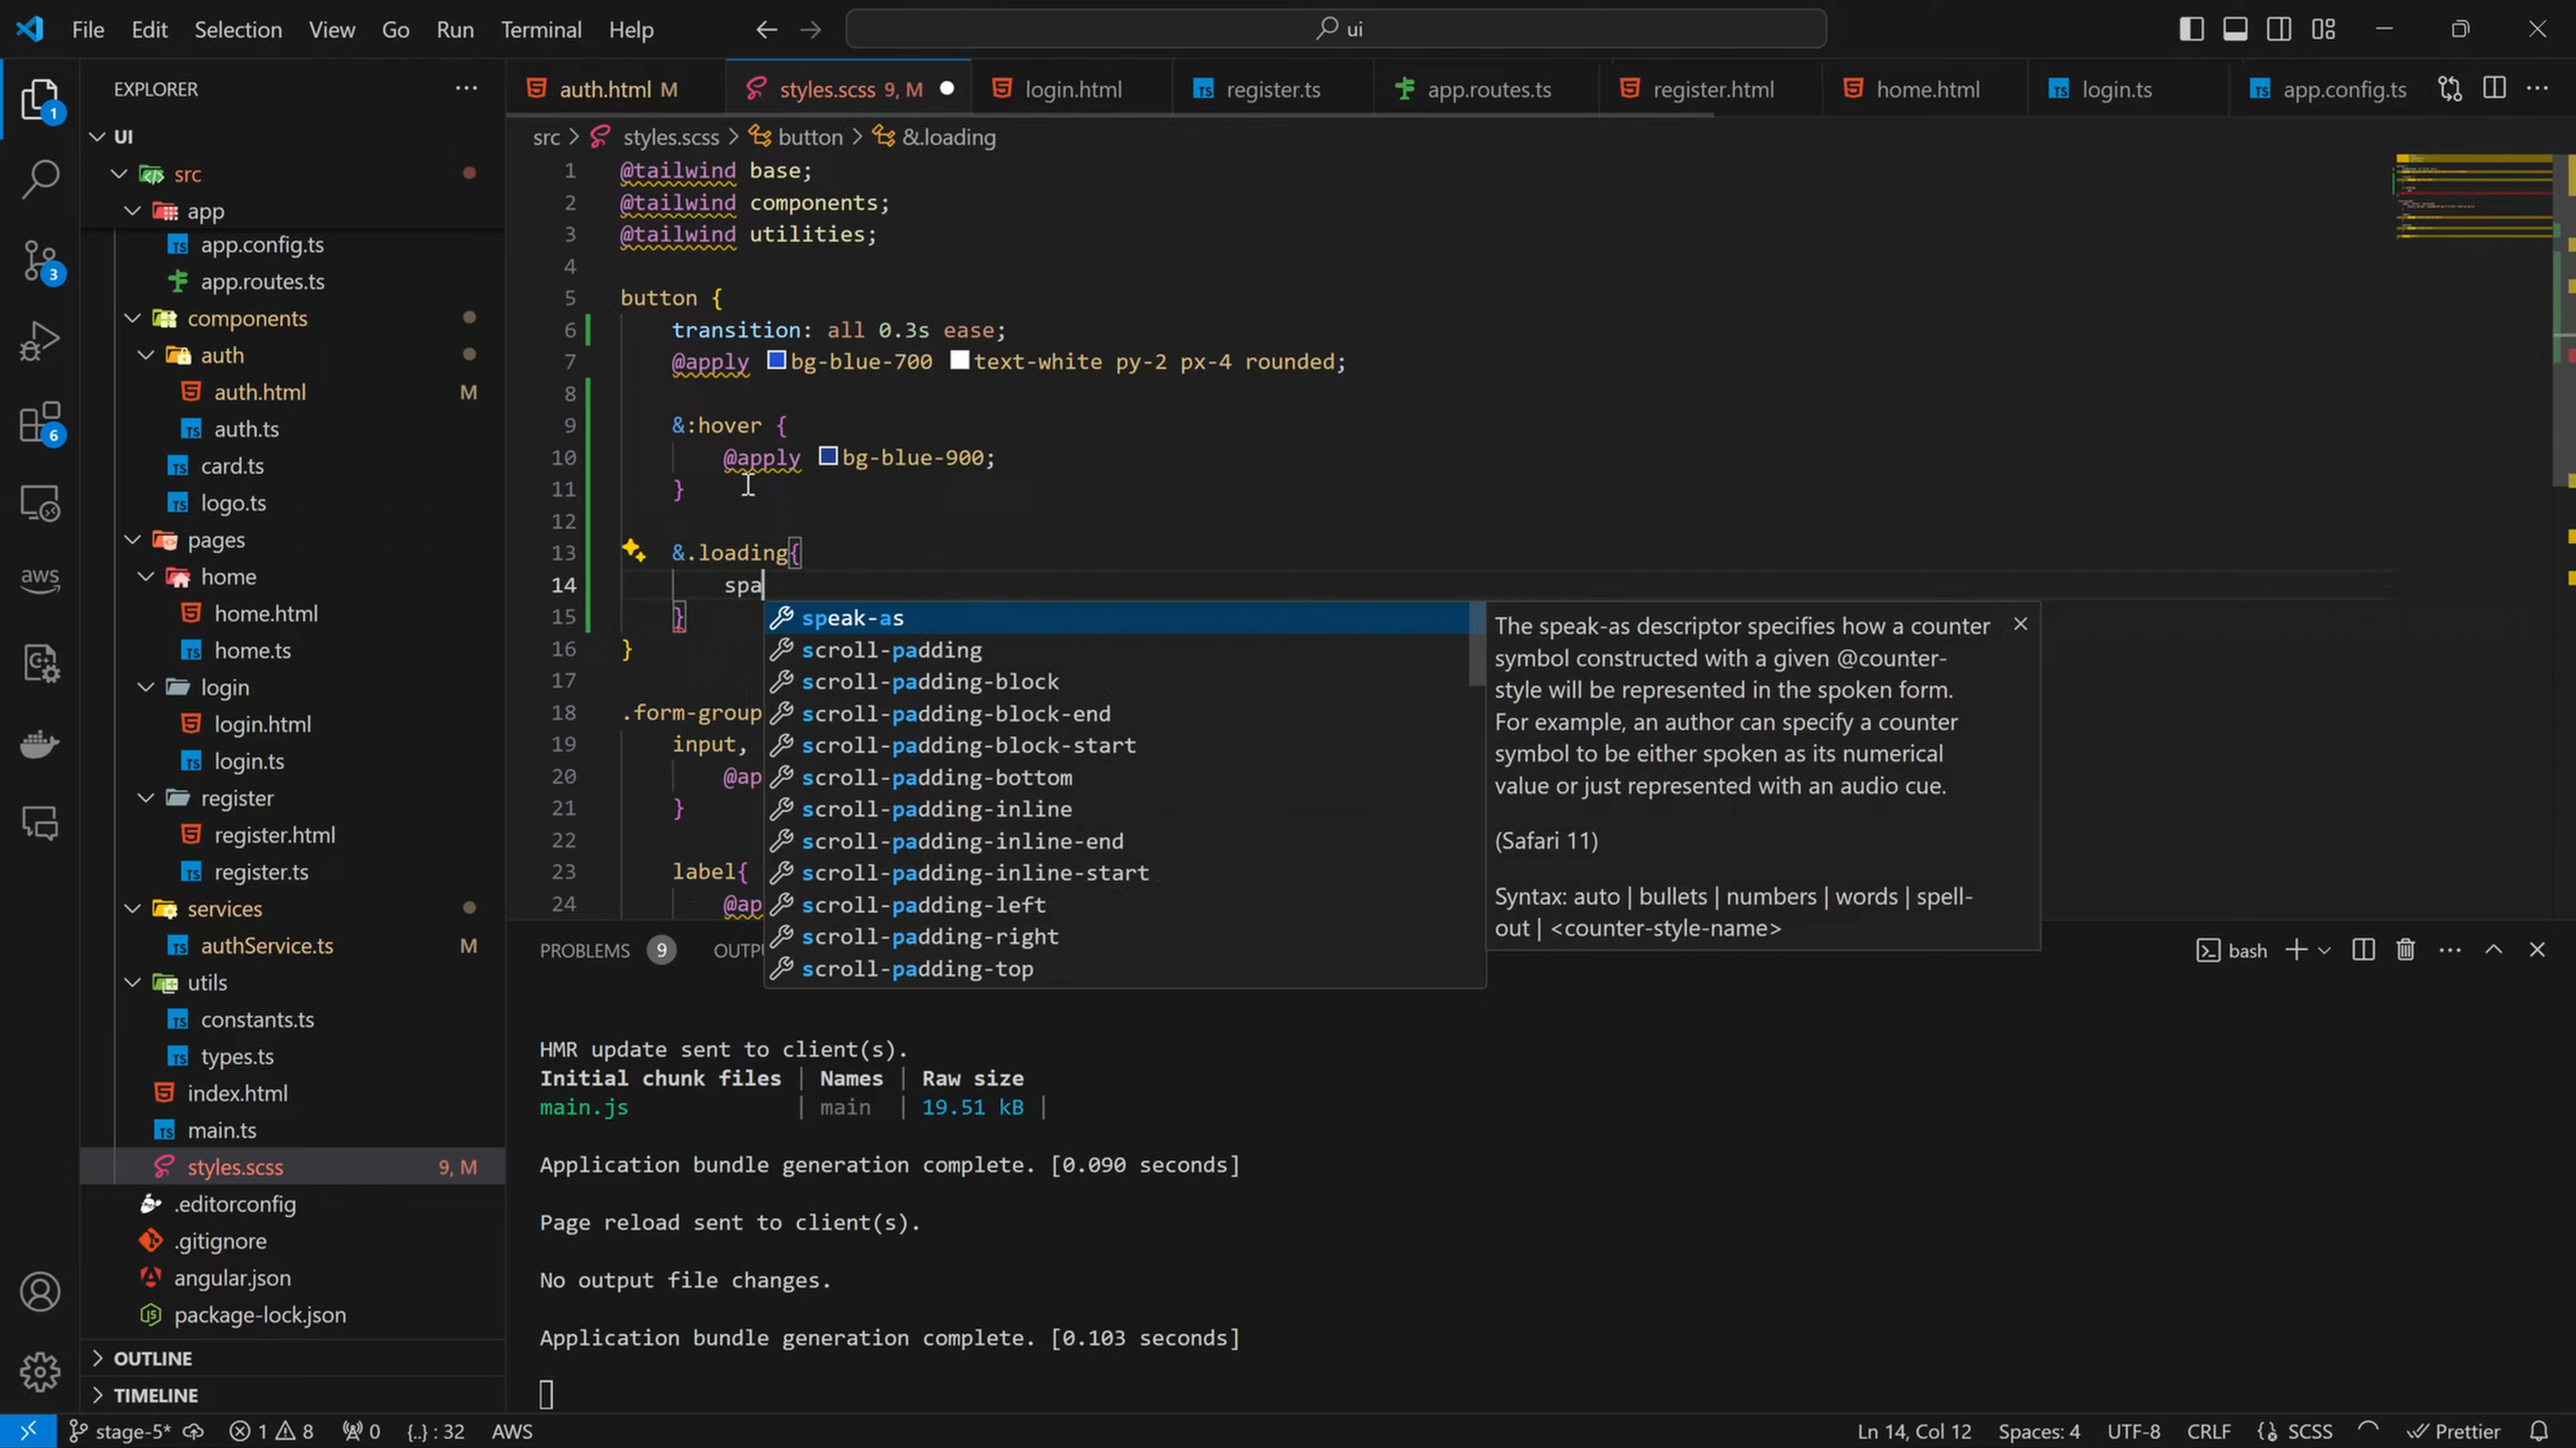 File Edit Selection View Go Run Terminal Help
ui
EXPLORER
UI
src
app
app.config.ts
app.routes.ts
components
auth
auth.html M
auth.ts
card.ts
logo.ts
pages
home
home.html
home.ts
login
login.html
login.ts
register
register.html
register.ts
services
authService.ts M
utils
constants.ts
types.ts
index.html
main.ts
styles.scss 9, M
.editorconfig
.gitignore
angular.json
package-lock.json
OUTLINE
TIMELINE
1
3
6
aws
auth.html M styles.scss 9, M login.html register.ts app.routes.ts register.html home.html login.ts app.config.ts
src > styles.scss > button > &.loading
1 @tailwind base;
2 @tailwind components;
3 @tailwind utilities;
4
5 button {
6 transition: all 0.3s ease;
7 @apply bg-blue-700 text-white py-2 px-4 rounded;
8
9 &:hover {
10 @apply bg-blue-900;
11 }
12
13 &.loading{
14 spa
15 }
16 }
17
18 .form-group
19 input,
20 @ap
21 }
22
23 label{
24 @ap
speak-as
scroll-padding
scroll-padding-block
scroll-padding-block-end
scroll-padding-block-start
scroll-padding-bottom
scroll-padding-inline
scroll-padding-inline-end
scroll-padding-inline-start
scroll-padding-left
scroll-padding-right
scroll-padding-top
The speak-as descriptor specifies how a counter
symbol constructed with a given @counter-
style will be represented in the spoken form.
For example, an author can specify a counter
symbol to be either spoken as its numerical
value or just represented with an audio cue.
(Safari 11)
Syntax: auto | bullets | numbers | words | spell-
out | <counter-style-name>
PROBLEMS 9 OUTP
bash
HMR update sent to client(s).
Initial chunk files | Names | Raw size
main.js | main | 19.51 kB |
Application bundle generation complete. [0.090 seconds]
Page reload sent to client(s).
No output file changes.
Application bundle generation complete. [0.103 seconds]
stage-5* 1 8 0 {..} : 32 AWS
Ln 14, Col 12 Spaces: 4 UTF-8 CRLF SCSS Prettier